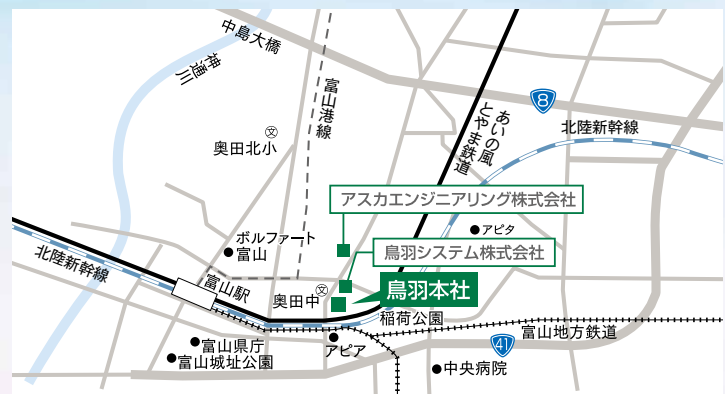 中島大橋
神通川
富山港線
8
あいの風
とやま鉄道
北陸新幹線
文
奥田北小
アスカエンジニアリング株式会社
アピタ
ボルファート
富山
鳥羽システム株式会社
北陸新幹線
富山駅
文
奥田中
鳥羽本社
稲荷公園
富山地方鉄道
41
富山県庁
アピア
富山城址公園
中央病院